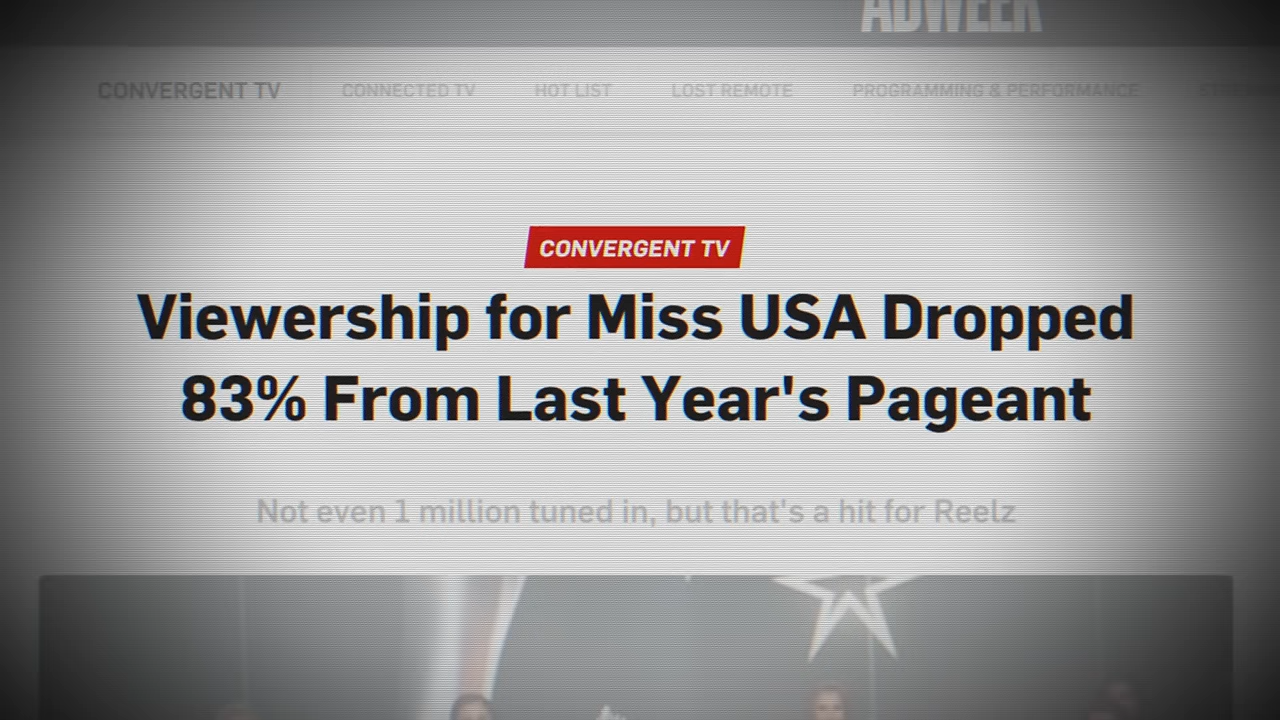 ADWEEK
CONVERGENT TV CONNECTED TV HOT LIST LOST REMOTE PROGRAMMING & PERFORMANCE
CONVERGENT TV
Viewership for Miss USA Dropped
83% From Last Year's Pageant
Not even 1 million tuned in, but that's a hit for Reelz